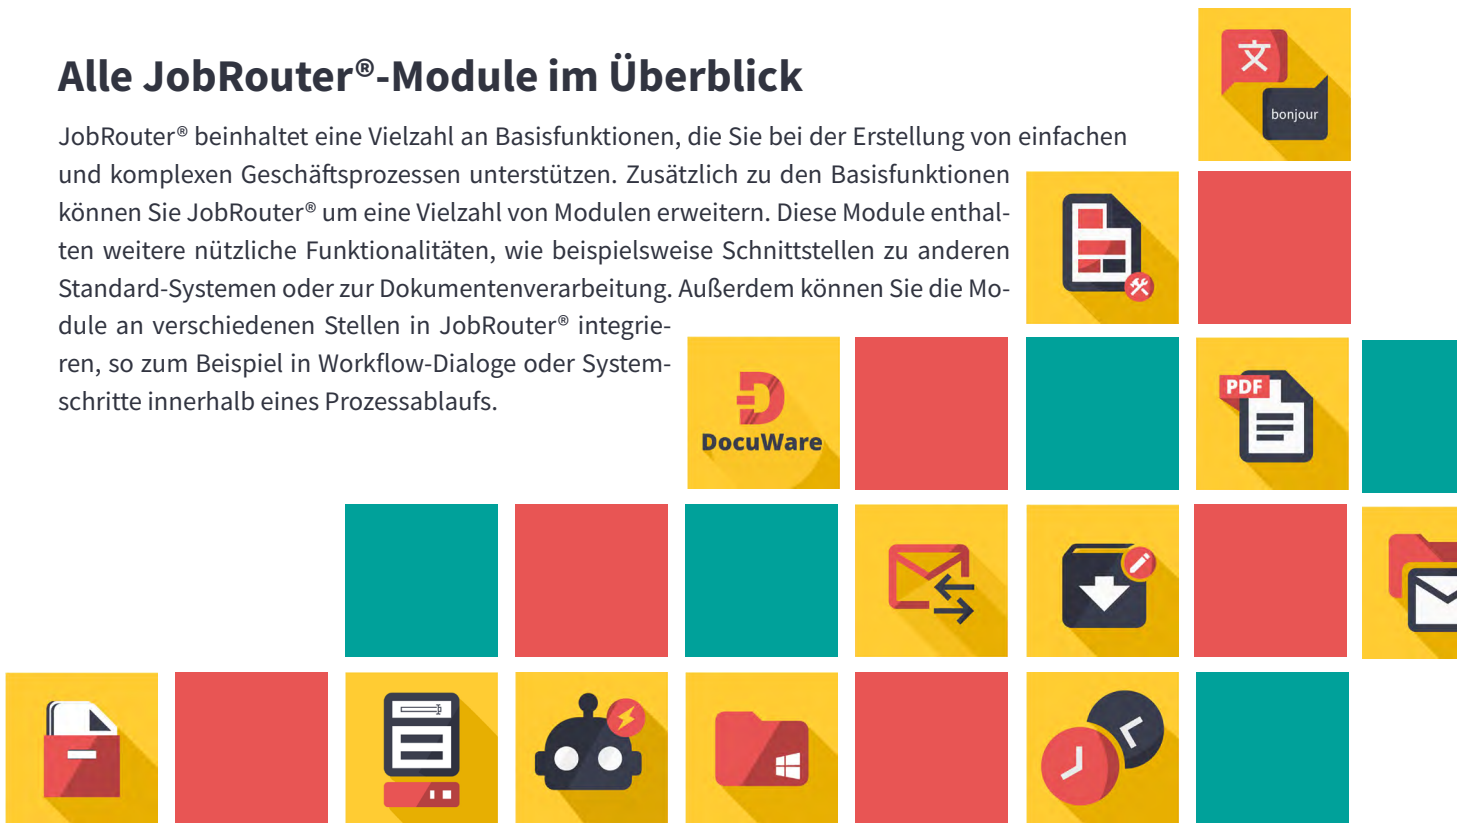 Alle JobRouter®-Module im Überblick
JobRouter® beinhaltet eine Vielzahl an Basisfunktionen, die Sie bei der Erstellung von einfachen
und komplexen Geschäftsprozessen unterstützen. Zusätzlich zu den Basisfunktionen
können Sie JobRouter® um eine Vielzahl von Modulen erweitern. Diese Module enthal-
ten weitere nützliche Funktionalitäten, wie beispielsweise Schnittstellen zu anderen
Standard-Systemen oder zur Dokumentenverarbeitung. Außerdem können Sie die Mo-
dule an verschiedenen Stellen in JobRouter® integrie-
ren, so zum Beispiel in Workflow-Dialoge oder System-
schritte innerhalb eines Prozessablaufs.
文
bonjour
PDF
DocuWare